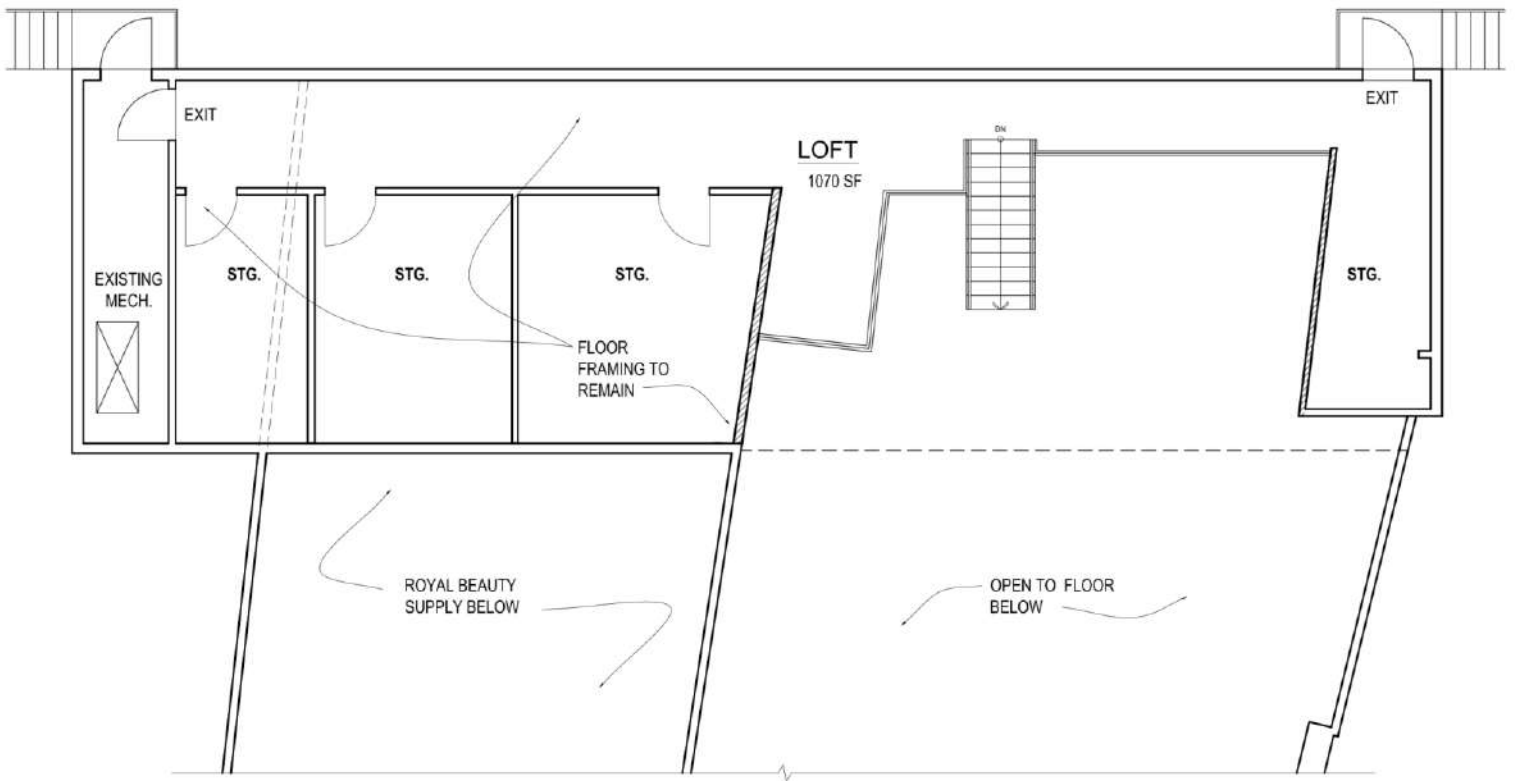 EXIT
EXIT
DN
LOFT
1070 SF
EXISTING
MECH.
STG.
STG.
STG.
STG.
FLOOR
FRAMING TO
REMAIN
ROYAL BEAUTY
SUPPLY BELOW
OPEN TO FLOOR
BELOW